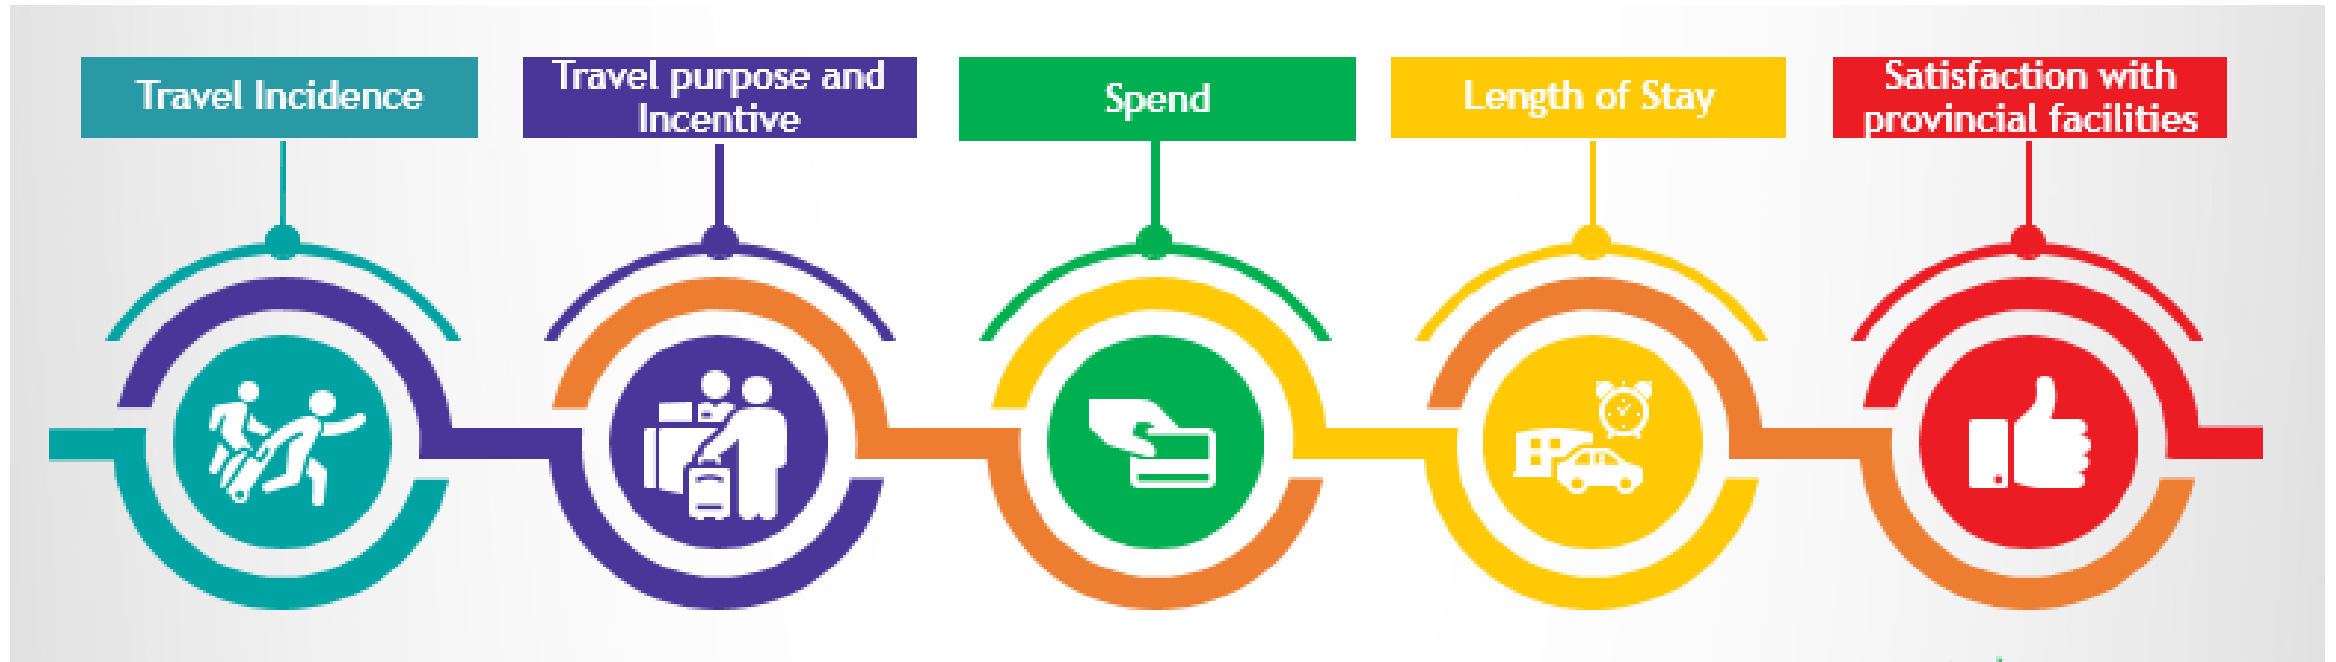 Travel Incidence
Travel purpose and
Incentive
Spend
Length of Stay
Satisfaction with
provincial facilities